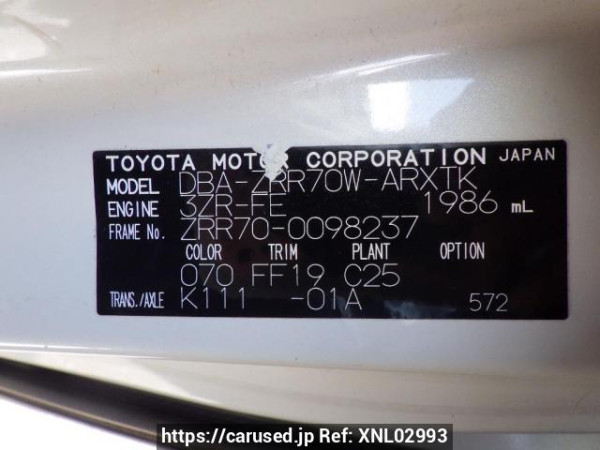 TOYOTA MOTOR CORPORATION JAPAN
MODEL DBA-ZRR70W-ARXTK
ENGINE 3ZR-FE 1986 mL
FRAME No. ZRR70-0098237
COLOR TRIM PLANT OPTION
070 FF19 C25
TRANS./AXLE K111 -01A 572
https://carused.jp Ref: XNL02993